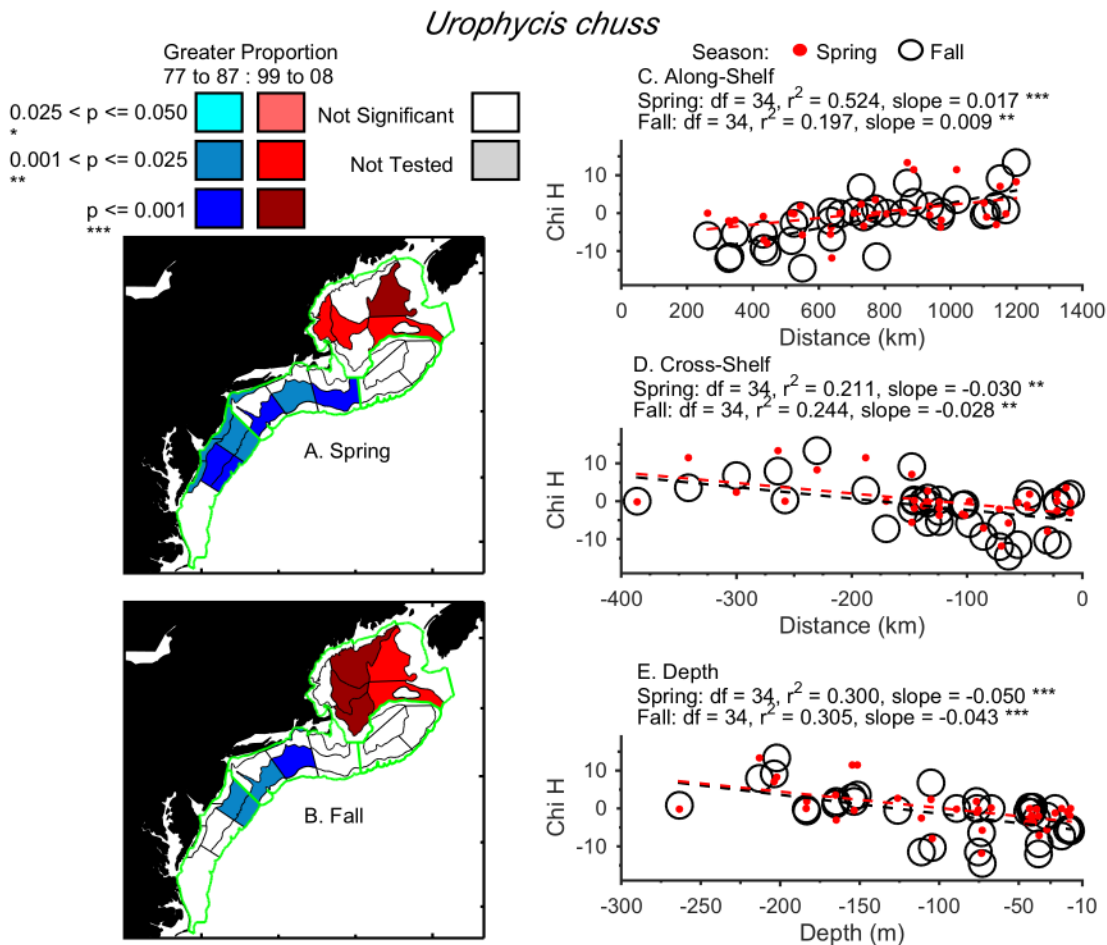 Urophycis chuss
Greater Proportion
77 to 87 : 99 to 08
0.025 < p <= 0.050
*
0.001 < p <= 0.025
**
p <= 0.001
***
Not Significant
Not Tested
A. Spring
B. Fall
Season: Spring Fall
C. Along-Shelf
Spring: df = 34, r² = 0.524, slope = 0.017 ***
Fall: df = 34, r² = 0.197, slope = 0.009 **
Chi H
10
0
-10
0 200 400 600 800 1000 1200 1400
Distance (km)
D. Cross-Shelf
Spring: df = 34, r² = 0.211, slope = -0.030 **
Fall: df = 34, r² = 0.244, slope = -0.028 **
Chi H
10
0
-10
-400 -300 -200 -100 0
Distance (km)
E. Depth
Spring: df = 34, r² = 0.300, slope = -0.050 ***
Fall: df = 34, r² = 0.305, slope = -0.043 ***
Chi H
10
0
-10
-300 -250 -200 -150 -100 -50 -10
Depth (m)